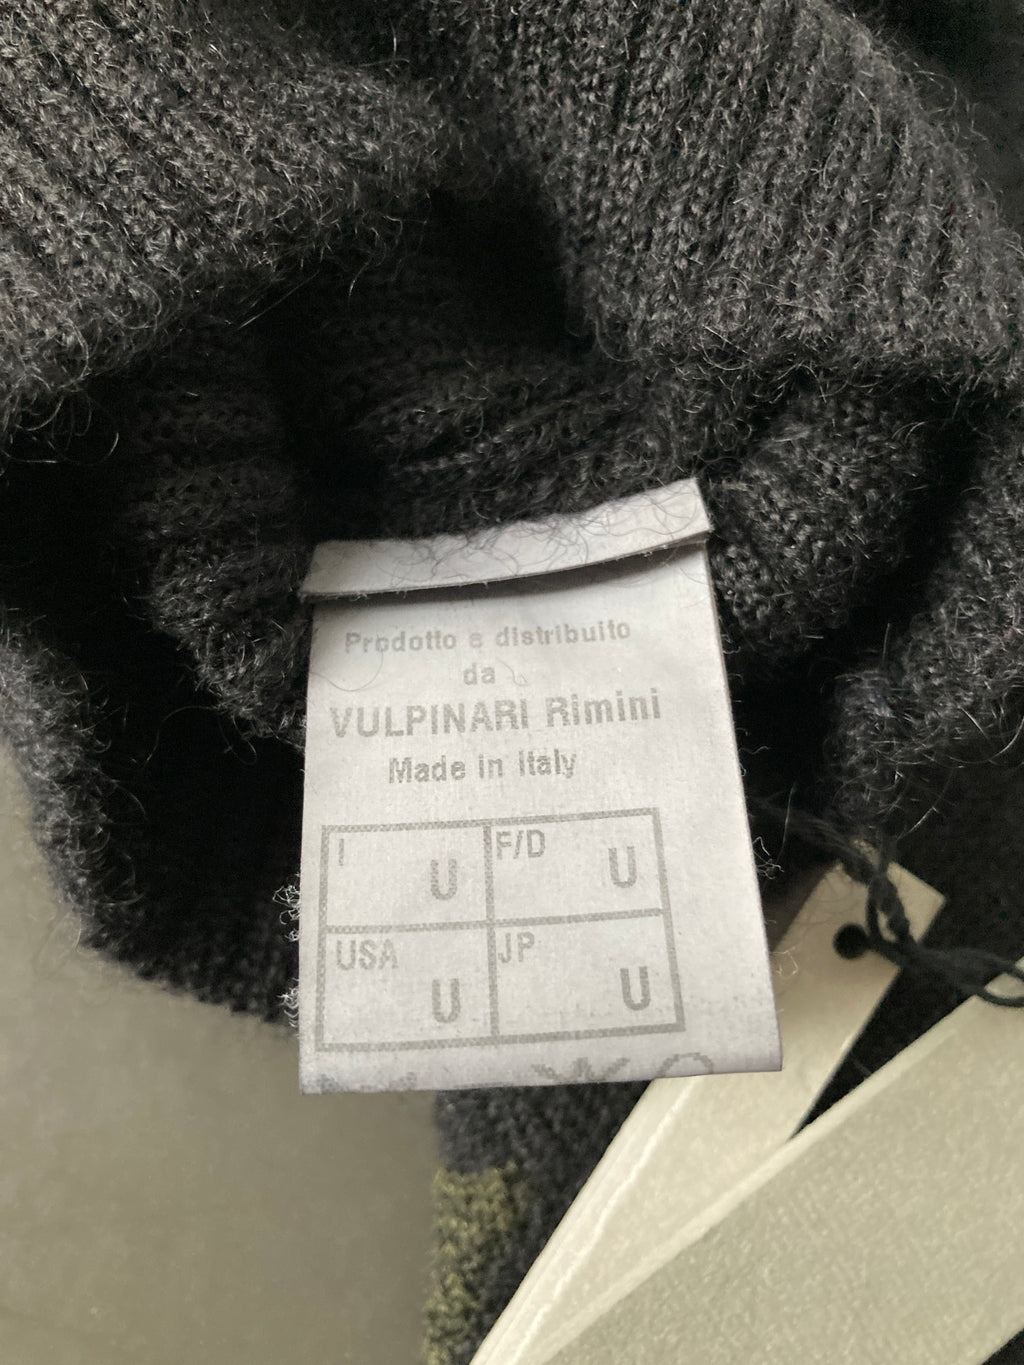 Prodotto e distribuito
da
VULPINARI Rimini
Made in Italy
I U F/D U
USA U JP U